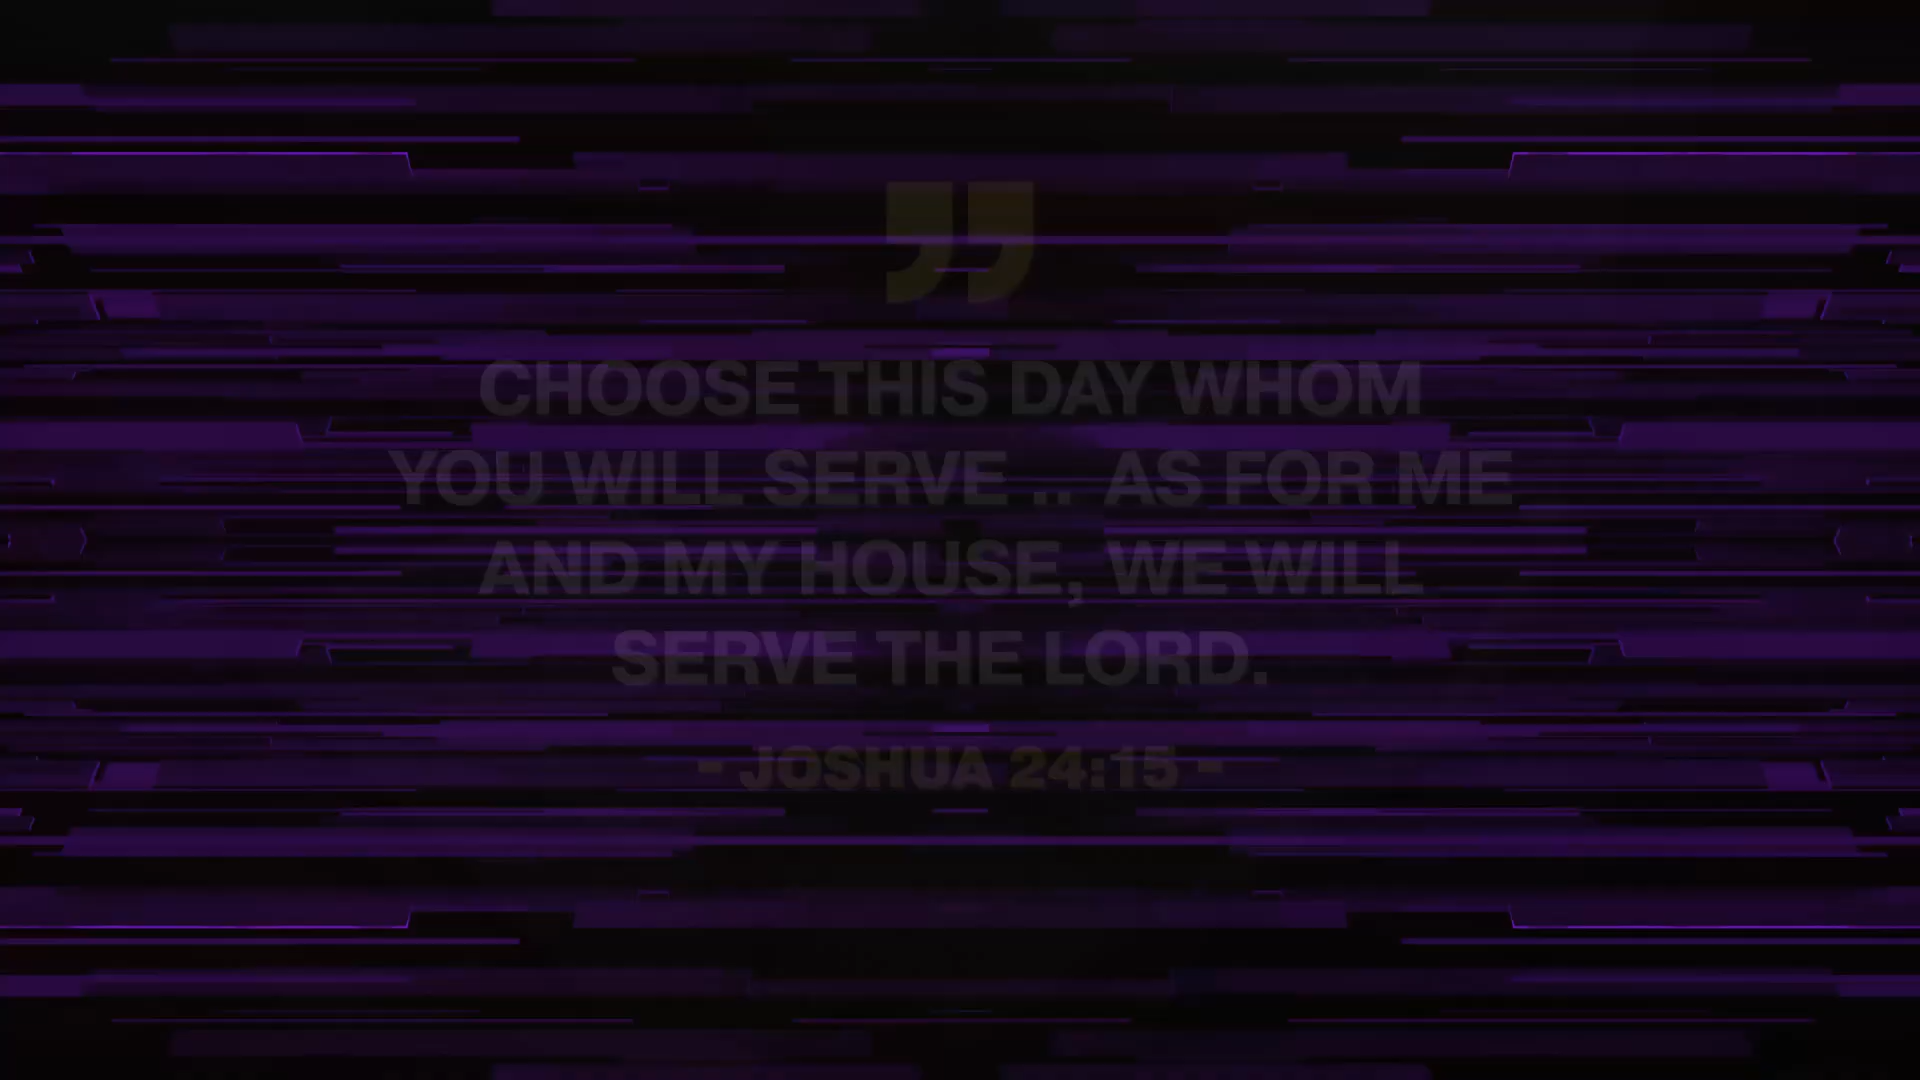 ”
CHOOSE THIS DAY WHOM
YOU WILL SERVE .. AS FOR ME
AND MY HOUSE, WE WILL
SERVE THE LORD.
- JOSHUA 24:15 -